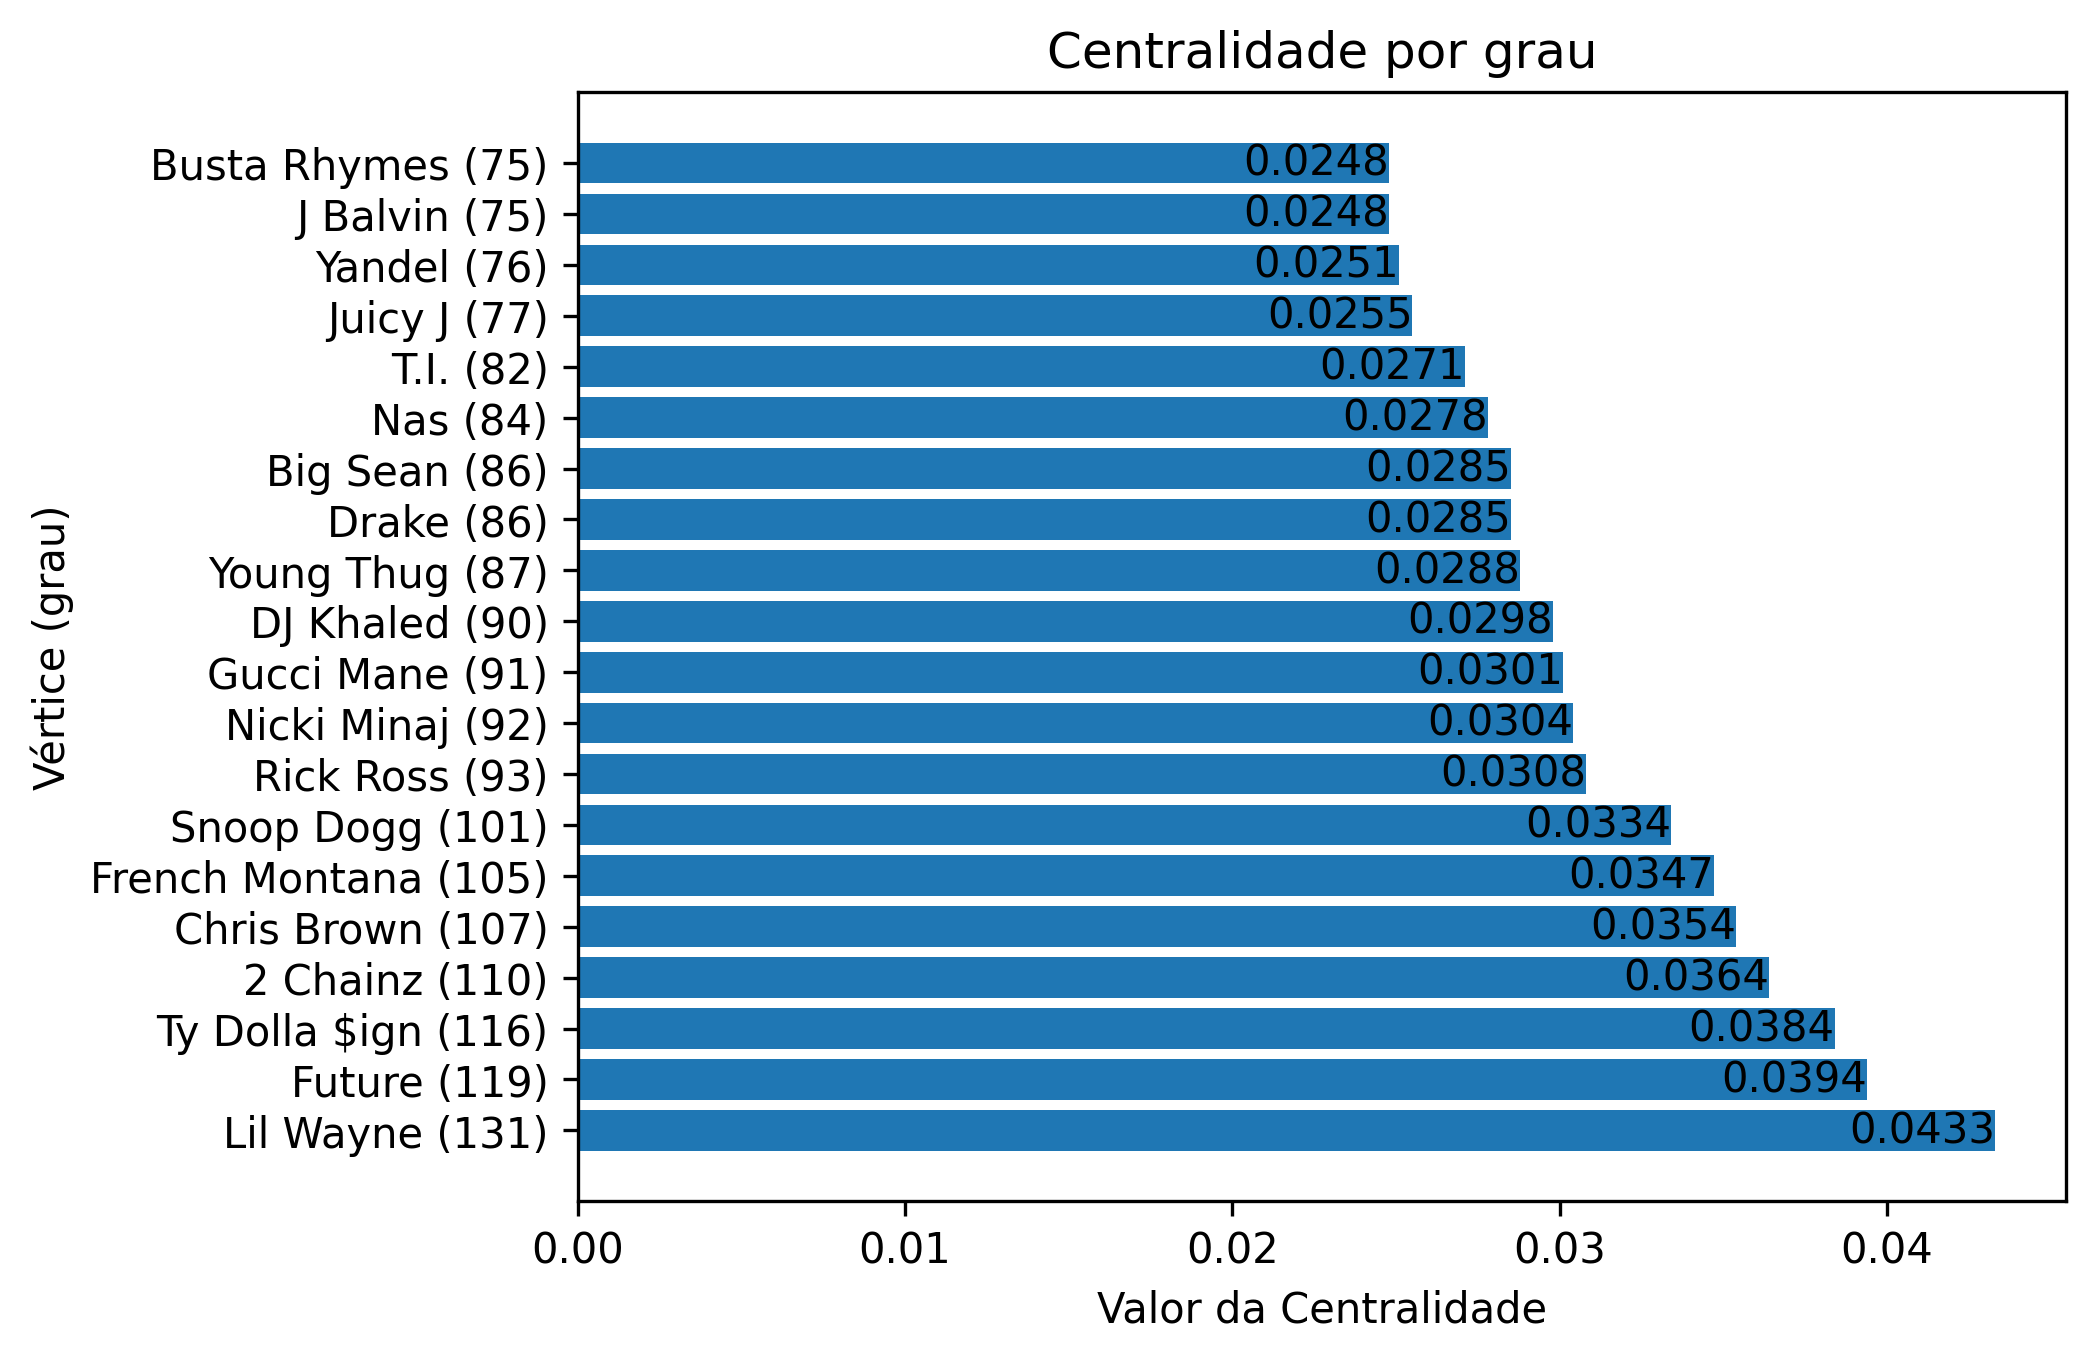 Centralidade por grau
Vértice (grau)
Busta Rhymes (75) 0.0248
J Balvin (75) 0.0248
Yandel (76) 0.0251
Juicy J (77) 0.0255
T.I. (82) 0.0271
Nas (84) 0.0278
Big Sean (86) 0.0285
Drake (86) 0.0285
Young Thug (87) 0.0288
DJ Khaled (90) 0.0298
Gucci Mane (91) 0.0301
Nicki Minaj (92) 0.0304
Rick Ross (93) 0.0308
Snoop Dogg (101) 0.0334
French Montana (105) 0.0347
Chris Brown (107) 0.0354
2 Chainz (110) 0.0364
Ty Dolla $ign (116) 0.0384
Future (119) 0.0394
Lil Wayne (131) 0.0433
0.00 0.01 0.02 0.03 0.04
Valor da Centralidade